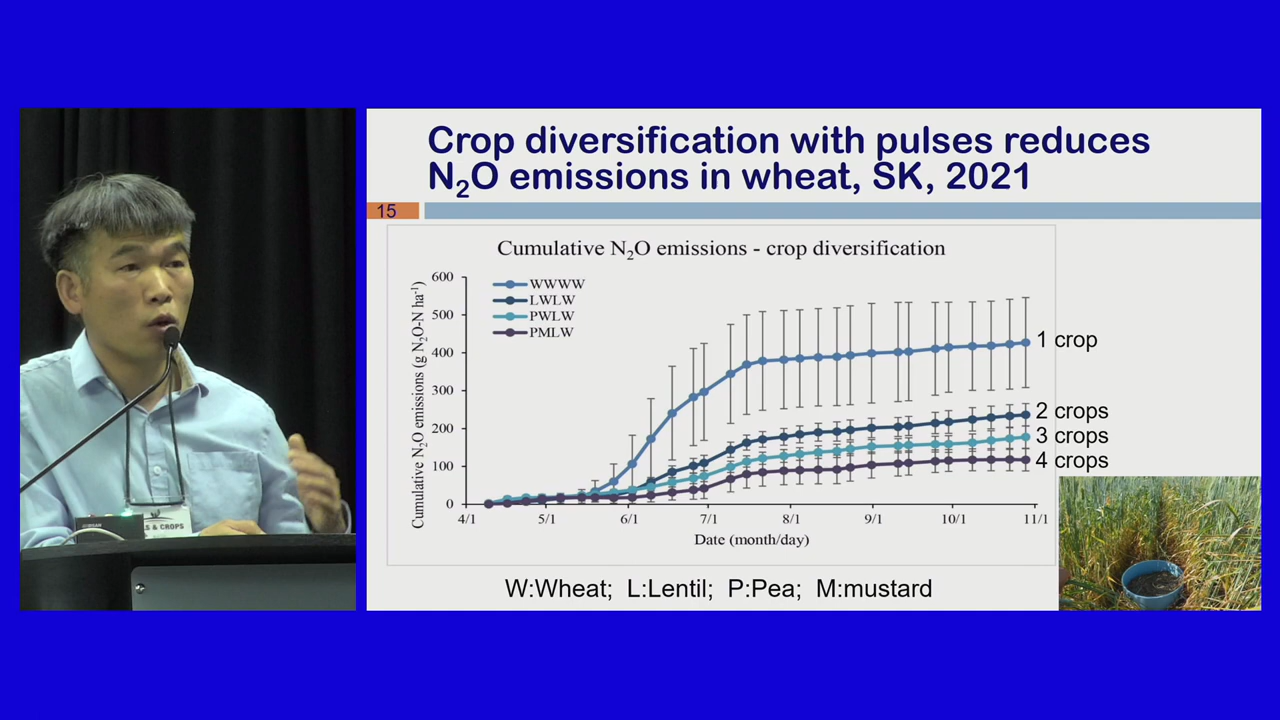 Crop diversification with pulses reduces
N₂O emissions in wheat, SK, 2021
15
Cumulative N₂O emissions - crop diversification
Cumulative N₂O emissions (g N₂O-N ha⁻¹)
600
500
400
300
200
100
0
WWWW
LWLW
PWLW
PMLW
1 crop
2 crops
3 crops
4 crops
4/1 5/1 6/1 7/1 8/1 9/1 10/1 11/1
Date (month/day)
W:Wheat; L:Lentil; P:Pea; M:mustard
LS & CROPS